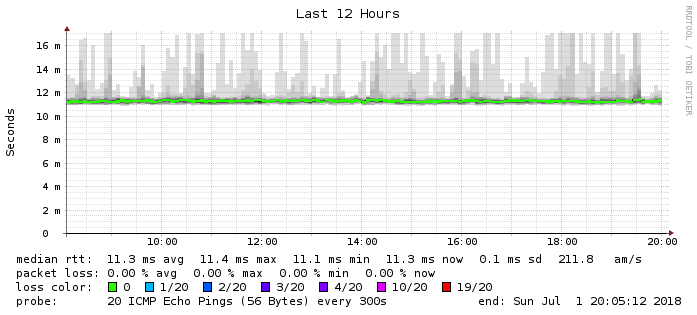 Last 12 Hours
RRDTOOL / TOBI OETIKER
Seconds
16 m
14 m
12 m
10 m
8 m
6 m
4 m
2 m
0
10:00 12:00 14:00 16:00 18:00 20:00
median rtt: 11.3 ms avg 11.4 ms max 11.1 ms min 11.3 ms now 0.1 ms sd 211.8 am/s
packet loss: 0.00 % avg 0.00 % max 0.00 % min 0.00 % now
loss color: 0 1/20 2/20 3/20 4/20 10/20 19/20
probe: 20 ICMP Echo Pings (56 Bytes) every 300s end: Sun Jul 1 20:05:12 2018